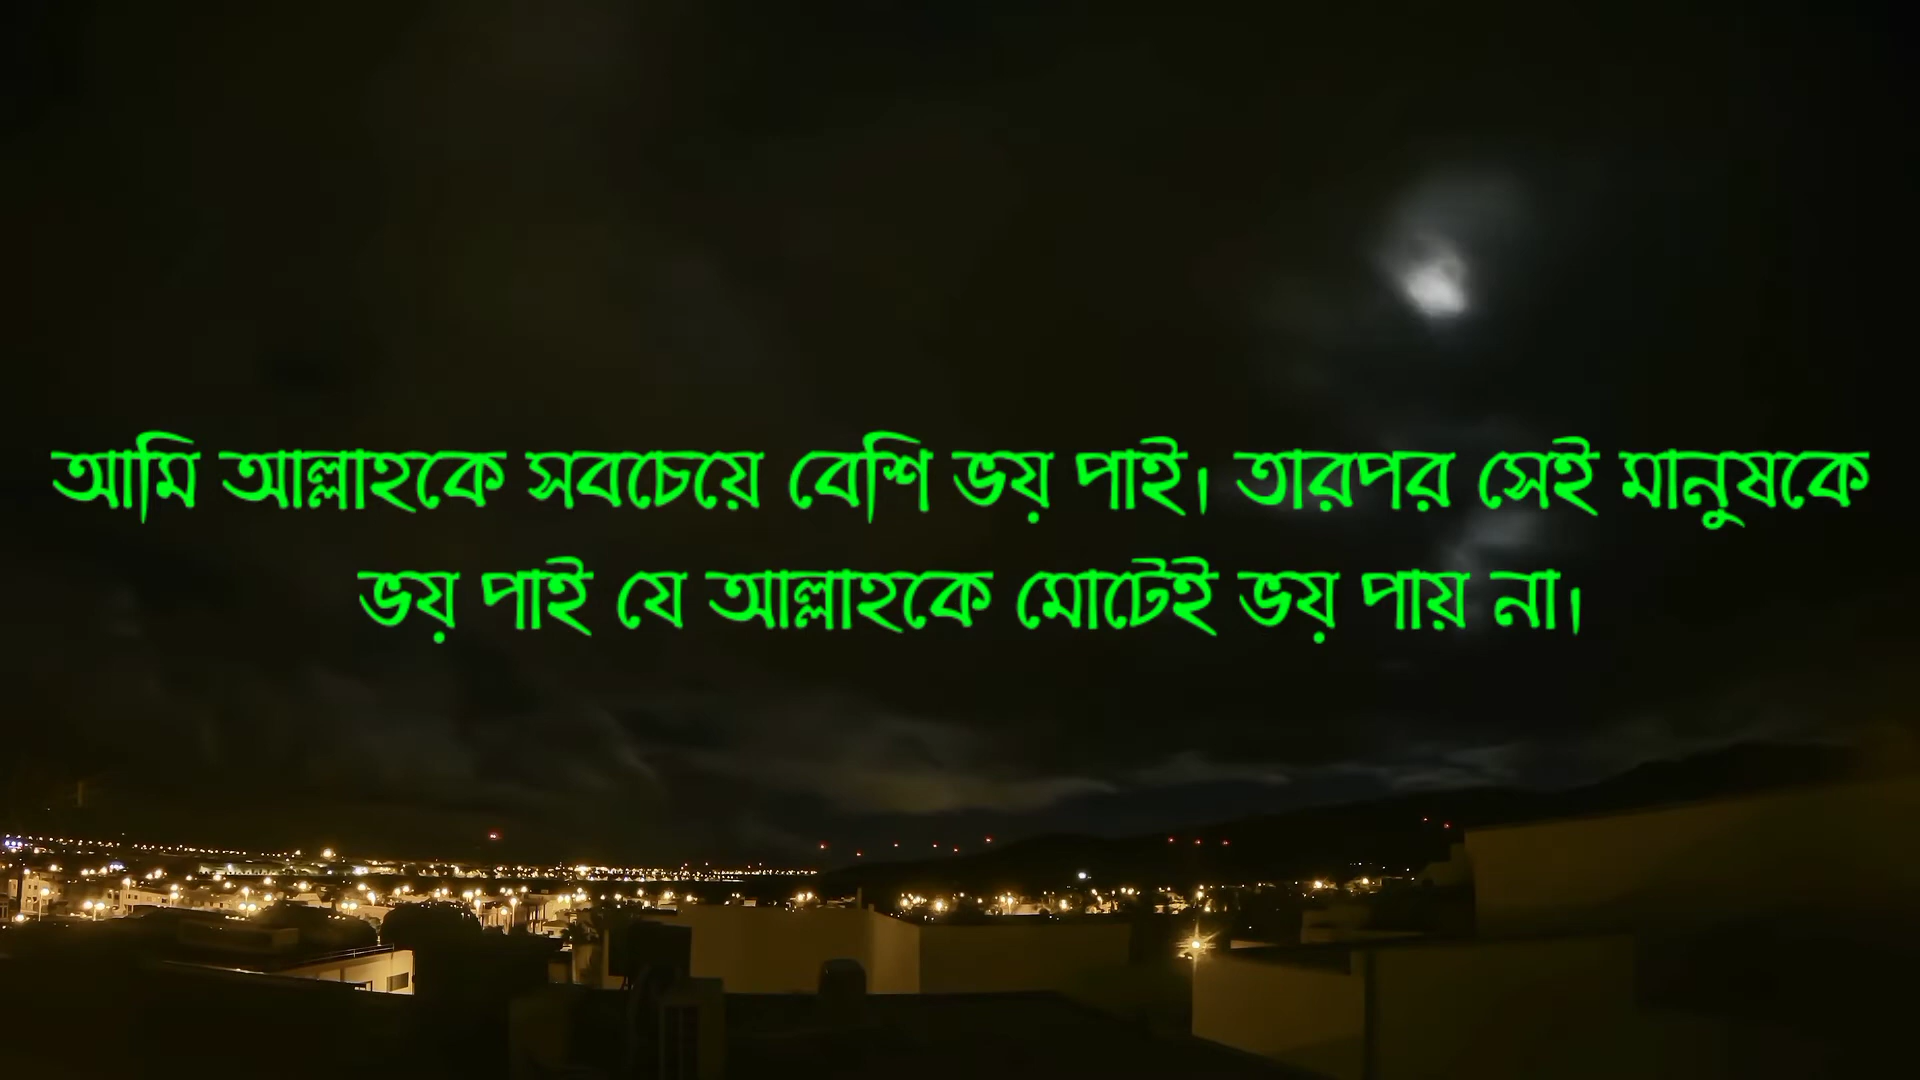 আমি আল্লাহকে সবচেয়ে বেশি ভয় পাই। তারপর সেই মানুষকে
ভয় পাই যে আল্লাহকে মোটেই ভয় পায় না।